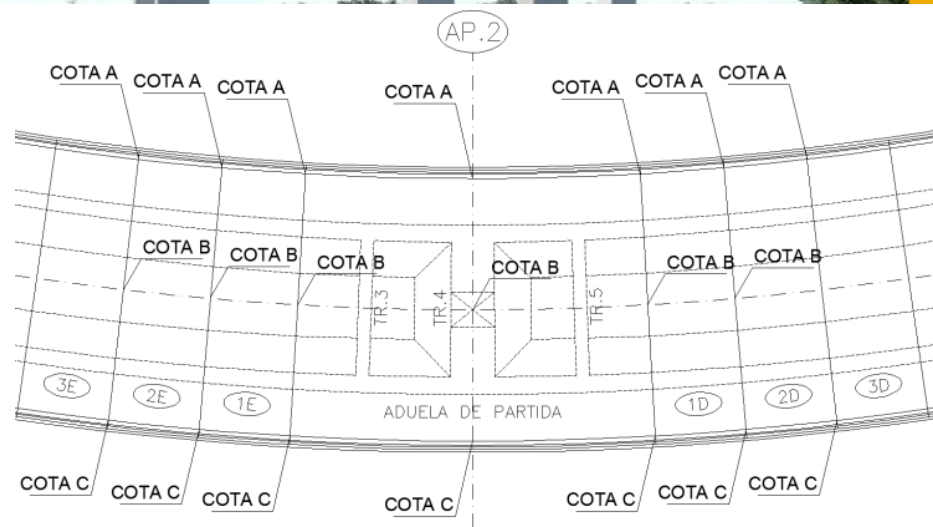 AP.2
COTA A
COTA A
COTA A
COTA A
COTA A
COTA A
COTA A
COTA B
COTA B
COTA B
COTA B
COTA B
COTA B
TR.3
TR.4
TR.5
3E
2E
1E
ADUELA DE PARTIDA
1D
2D
3D
COTA C
COTA C
COTA C
COTA C
COTA C
COTA C
COTA C